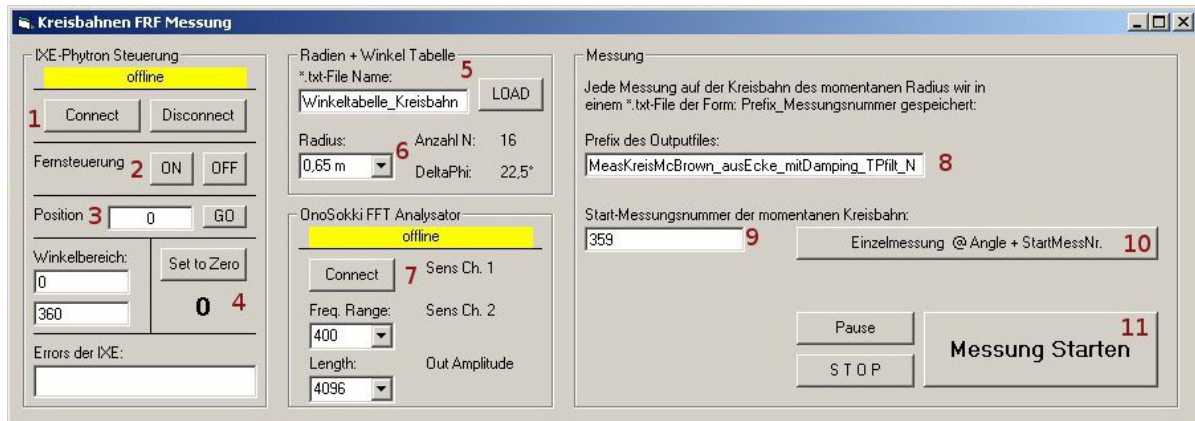 Kreisbahnen FRF Messung
IXE-Phytron Steuerung
offline
1 Connect Disconnect
Fernsteuerung 2 ON OFF
Position 3 0 GO
Winkelbereich:
0
360
Set to Zero
0 4
Errors der IXE:
Radien + Winkel Tabelle
*.txt-File Name: 5
Winkeltabelle_Kreisbahn LOAD
Radius: 6 Anzahl N: 16
0,65 m DeltaPhi: 22,5°
OnoSokki FFT Analysator
offline
Connect 7 Sens Ch. 1
Freq. Range: Sens Ch. 2
400
Length: Out Amplitude
4096
Messung
Jede Messung auf der Kreisbahn des momentanen Radius wir in
einem *.txt-File der Form: Prefix_Messungsnummer gespeichert:
Prefix des Outputfiles:
MeasKreisMcBrown_ausEcke_mitDamping_TPfilt_N 8
Start-Messungsnummer der momentanen Kreisbahn:
359 9
Einzelmessung @ Angle + StartMessNr. 10
Pause
S T O P
Messung Starten 11